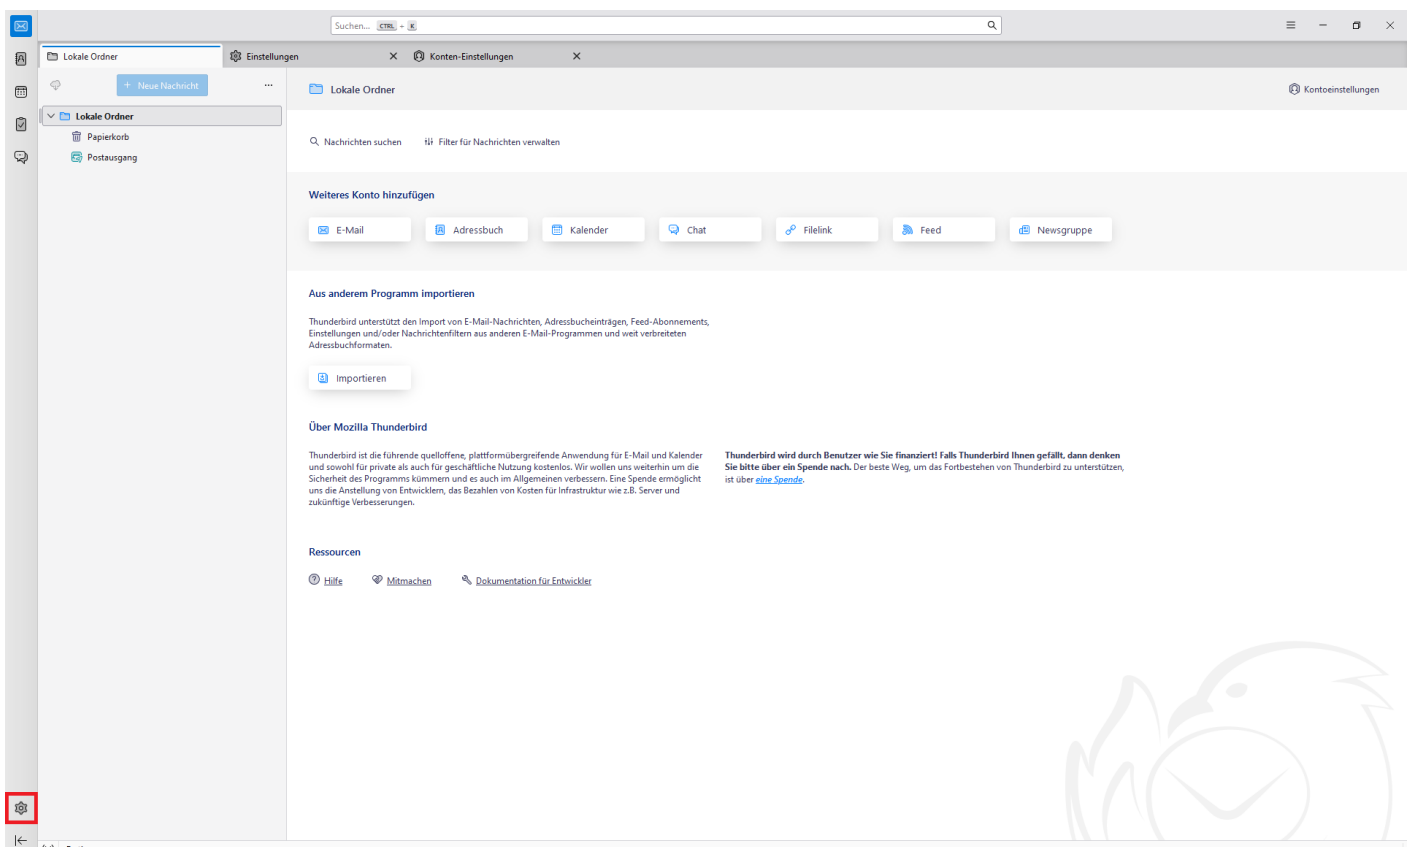 Suchen... CTRL + K
Lokale Ordner
Einstellungen
Konten-Einstellungen
+ Neue Nachricht
Lokale Ordner
Papierkorb
Postausgang
Lokale Ordner
Kontoeinstellungen
Nachrichten suchen
Filter für Nachrichten verwalten
Weiteres Konto hinzufügen
E-Mail
Adressbuch
Kalender
Chat
Filelink
Feed
Newsgruppe
Aus anderem Programm importieren
Thunderbird unterstützt den Import von E-Mail-Nachrichten, Adressbucheinträgen, Feed-Abonnements,
Einstellungen und/oder Nachrichtenfiltern aus anderen E-Mail-Programmen und weit verbreiteten
Adressbuchformaten.
Importieren
Über Mozilla Thunderbird
Thunderbird ist die führende quelloffene, plattformübergreifende Anwendung für E-Mail und Kalender
und sowohl für private als auch für geschäftliche Nutzung kostenlos. Wir wollen uns weiterhin um die
Sicherheit des Programms kümmern und es auch im Allgemeinen verbessern. Eine Spende ermöglicht
uns die Anstellung von Entwicklern, das Bezahlen von Kosten für Infrastruktur wie z.B. Server und
zukünftige Verbesserungen.
Thunderbird wird durch Benutzer wie Sie finanziert! Falls Thunderbird Ihnen gefällt, dann denken
Sie bitte über ein Spende nach. Der beste Weg, um das Fortbestehen von Thunderbird zu unterstützen,
ist über eine Spende.
Ressourcen
Hilfe
Mitmachen
Dokumentation für Entwickler